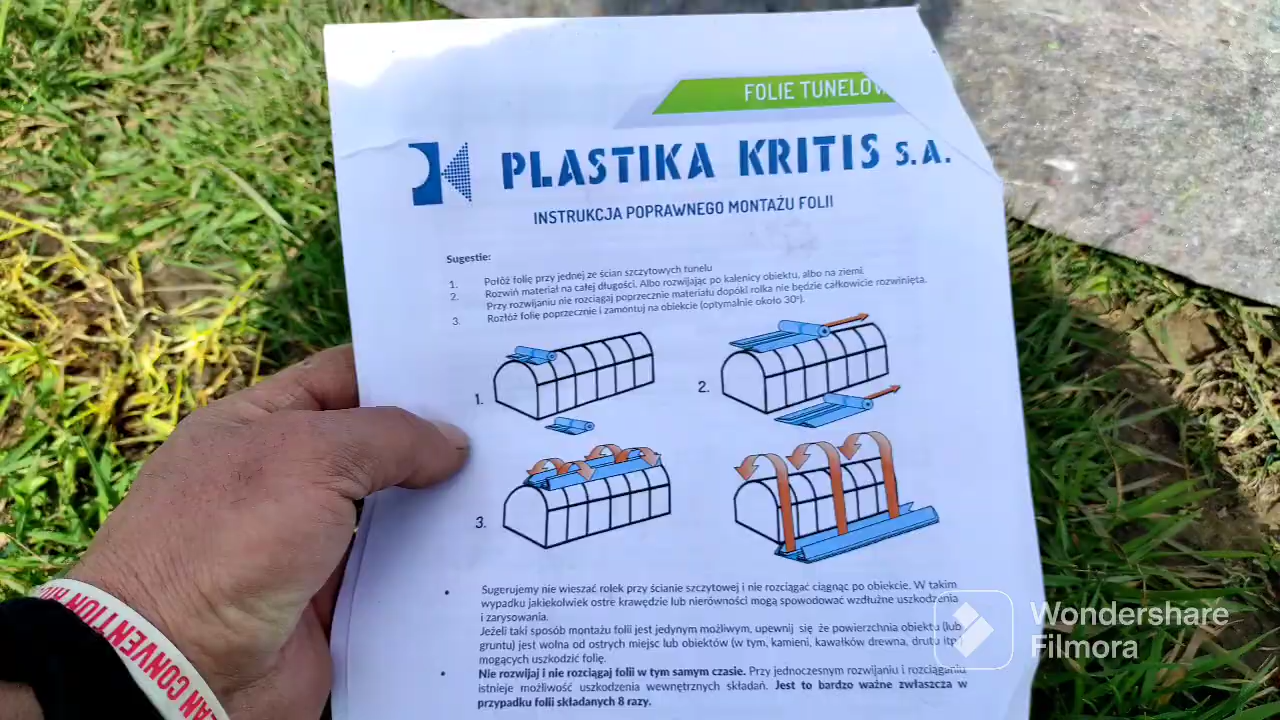 FOLIE TUNELOW
PLASTIKA KRITIS S.A.
INSTRUKCJA POPRAWNEGO MONTAŻU FOLII
Sugestie:
1. Połóż folię przy jednej ze ścian szczytowych tunelu
2. Rozwiń materiał na całej długości. Albo rozwijając po kalenicy obiektu, albo na ziemi.
Przy rozwijaniu nie rozciągaj poprzecznie materiału dopóki rolka nie będzie całkowicie rozwinięta.
3. Rozłóż folię poprzecznie i zamontuj na obiekcie (optymalnie około 30°).
1.
2.
3.
• Sugerujemy nie wieszać rolek przy ścianie szczytowej i nie rozciągać ciągnąc po obiekcie. W takim
wypadku jakiekolwiek ostre krawędzie lub nierówności mogą spowodować wzdłużne uszkodzenia
i zarysowania.
Jeżeli taki sposób montażu folii jest jedynym możliwym, upewnij się że powierzchnia obiektu (lub
gruntu) jest wolna od ostrych miejsc lub obiektów (w tym, kamieni, kawałków drewna, drutu itp.)
mogących uszkodzić folię.
• Nie rozwijaj i nie rozciągaj folii w tym samym czasie. Przy jednoczesnym rozwijaniu i rozciąganiu
istnieje możliwość uszkodzenia wewnętrznych składań. Jest to bardzo ważne zwłaszcza w
przypadku folii składanych 8 razy.
CONVENTION
Wondershare
Filmora